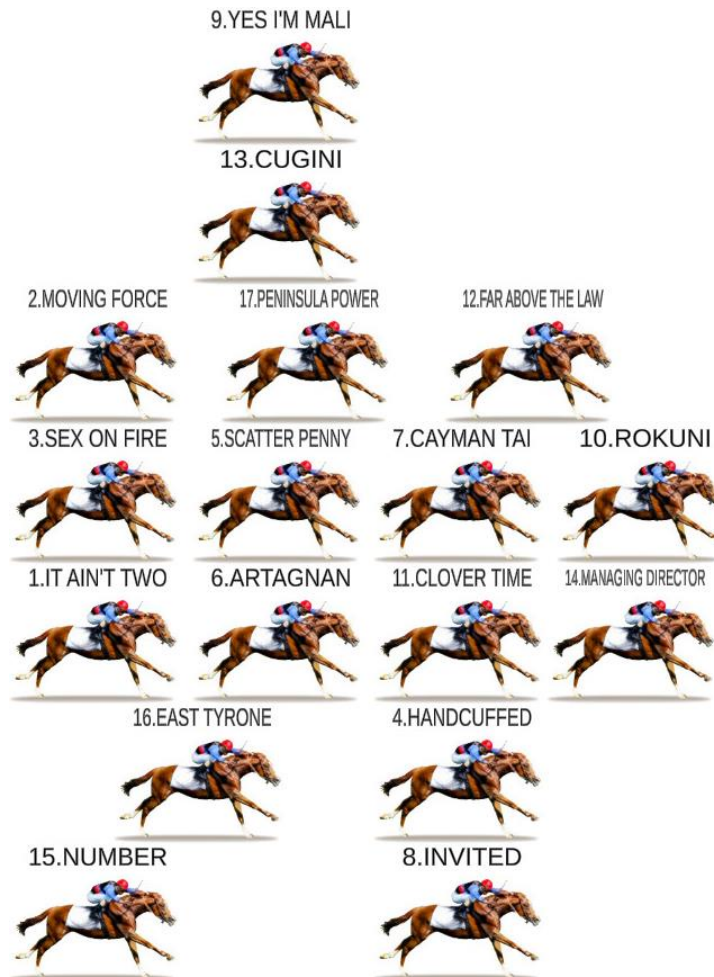 9.YES I'M MALI
13.CUGINI
2.MOVING FORCE 17.PENINSULA POWER 12.FAR ABOVE THE LAW
3.SEX ON FIRE 5.SCATTER PENNY 7.CAYMAN TAI 10.ROKUNI
1.IT AIN'T TWO 6.ARTAGNAN 11.CLOVER TIME 14.MANAGING DIRECTOR
16.EAST TYRONE 4.HANDCUFFED
15.NUMBER 8.INVITED